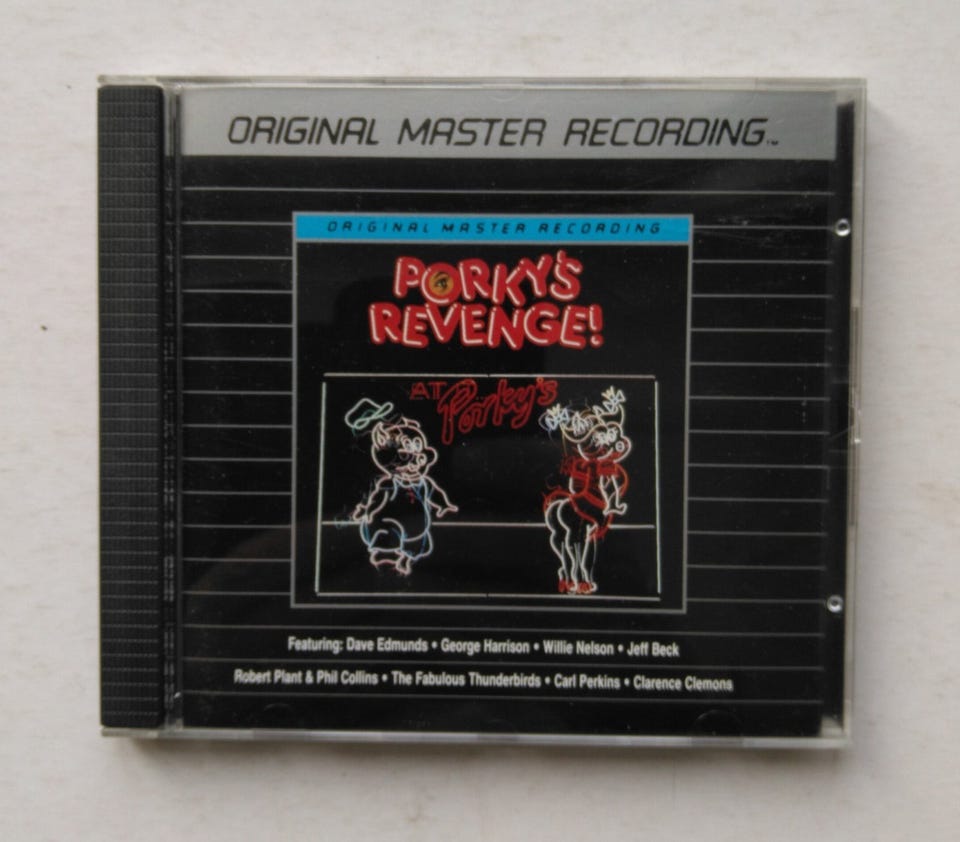 ORIGINAL MASTER RECORDING™
ORIGINAL MASTER RECORDING
PORKY'S
REVENGE!
AT Porky's
Featuring: Dave Edmunds • George Harrison • Willie Nelson • Jeff Beck
Robert Plant & Phil Collins • The Fabulous Thunderbirds • Carl Perkins • Clarence Clemons